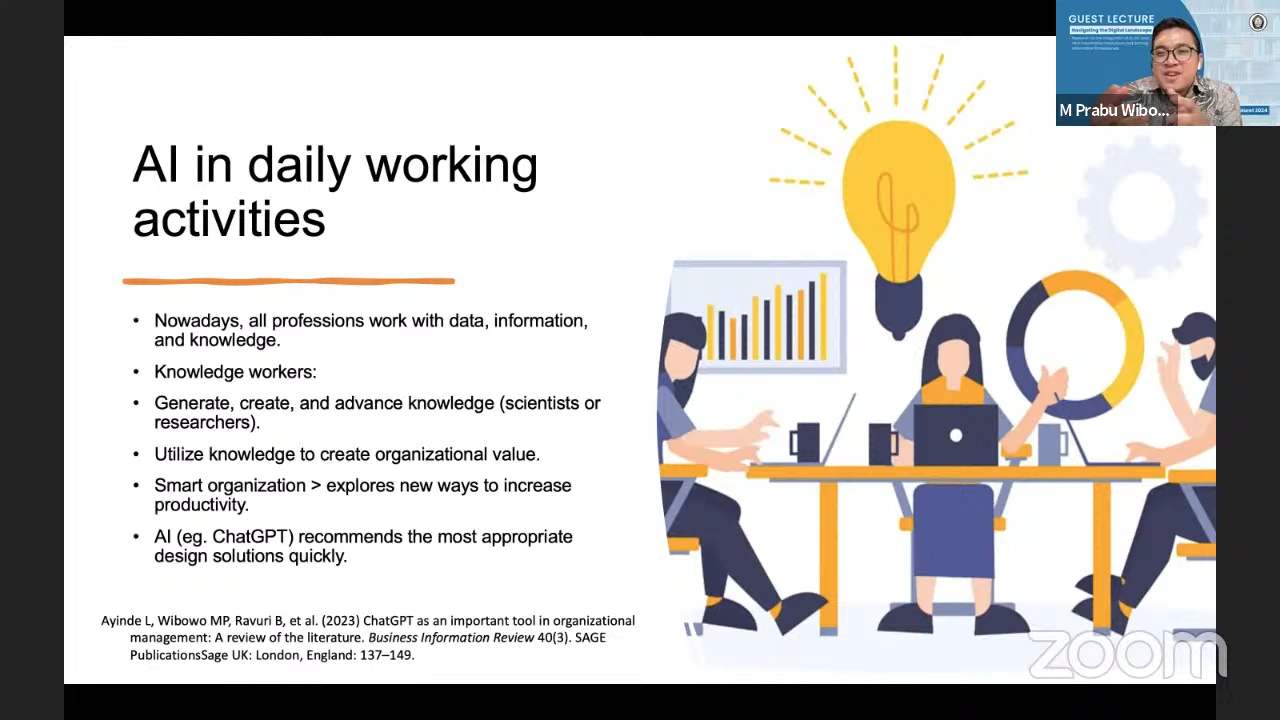 GUEST LECTURE
Navigating the Digital Landscape
M Prabu Wibo...
AI in daily working
activities
• Nowadays, all professions work with data, information,
and knowledge.
• Knowledge workers:
• Generate, create, and advance knowledge (scientists or
researchers).
• Utilize knowledge to create organizational value.
• Smart organization > explores new ways to increase
productivity.
• AI (eg. ChatGPT) recommends the most appropriate
design solutions quickly.
Ayinde L, Wibowo MP, Ravuri B, et al. (2023) ChatGPT as an important tool in organizational
management: A review of the literature. Business Information Review 40(3). SAGE
PublicationsSage UK: London, England: 137–149.
zoom